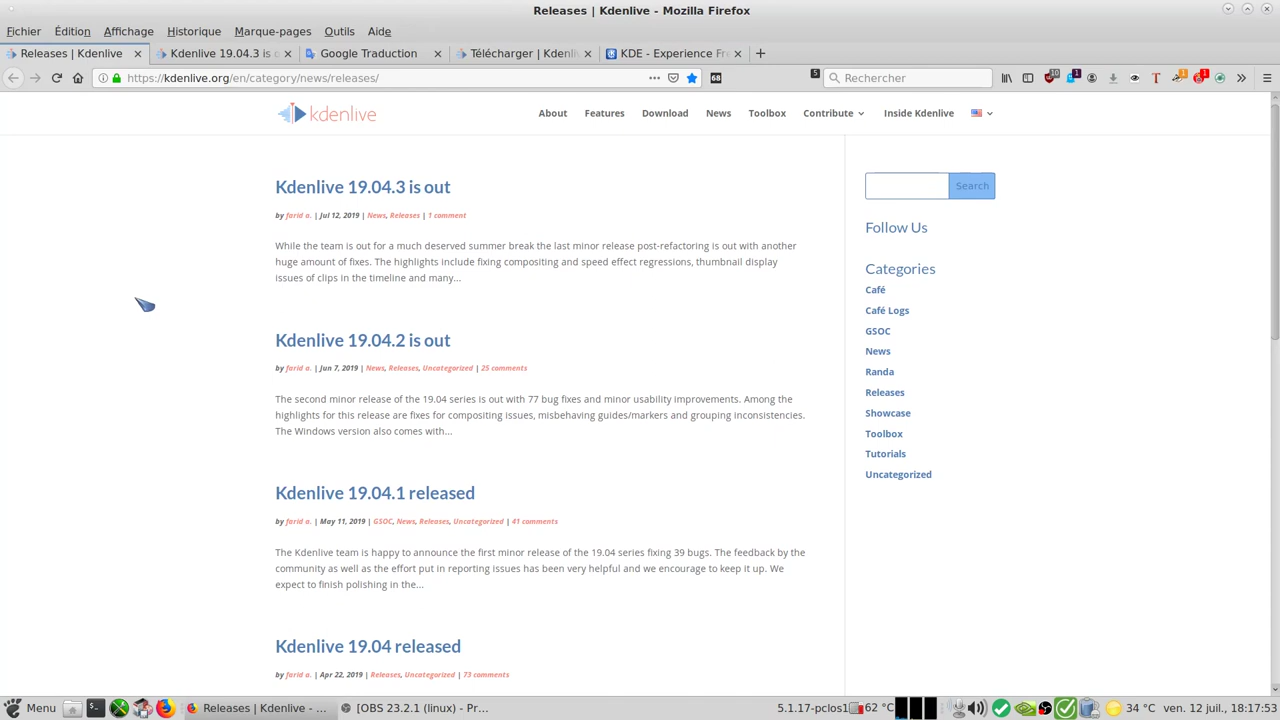 Releases | Kdenlive - Mozilla Firefox
Fichier Édition Affichage Historique Marque-pages Outils Aide
Releases | Kdenlive
Kdenlive 19.04.3 is o
Google Traduction
Télécharger | Kdenli
KDE - Experience Fr
https://kdenlive.org/en/category/news/releases/
68
5
Rechercher
10
1
1
1
kdenlive
About Features Download News Toolbox Contribute Inside Kdenlive
Kdenlive 19.04.3 is out
by farid a. | Jul 12, 2019 | News, Releases | 1 comment
While the team is out for a much deserved summer break the last minor release post-refactoring is out with another
huge amount of fixes. The highlights include fixing compositing and speed effect regressions, thumbnail display
issues of clips in the timeline and many...
Kdenlive 19.04.2 is out
by farid a. | Jun 7, 2019 | News, Releases, Uncategorized | 25 comments
The second minor release of the 19.04 series is out with 77 bug fixes and minor usability improvements. Among the
highlights for this release are fixes for compositing issues, misbehaving guides/markers and grouping inconsistencies.
The Windows version also comes with...
Kdenlive 19.04.1 released
by farid a. | May 11, 2019 | GSOC, News, Releases, Uncategorized | 41 comments
The Kdenlive team is happy to announce the first minor release of the 19.04 series fixing 39 bugs. The feedback by the
community as well as the effort put in reporting issues has been very helpful and we encourage to keep it up. We
expect to finish polishing in the...
Kdenlive 19.04 released
by farid a. | Apr 22, 2019 | Releases, Uncategorized | 73 comments
Search
Follow Us
Categories
Café
Café Logs
GSOC
News
Randa
Releases
Showcase
Toolbox
Tutorials
Uncategorized
Menu
Releases | Kdenlive - ...
[OBS 23.2.1 (linux) - Pr...
5.1.17-pclos1
62 °C
34 °C
ven. 12 juil., 18:17:53